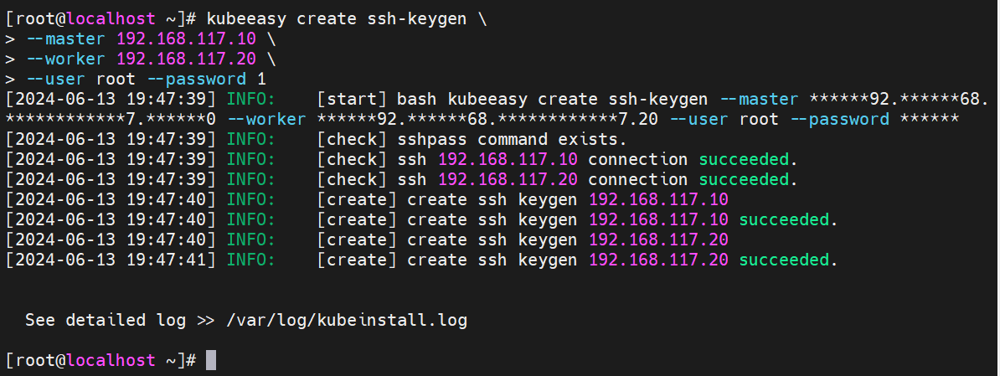 [root@localhost ~]# kubeeasy create ssh-keygen \
> --master 192.168.117.10 \
> --worker 192.168.117.20 \
> --user root --password 1
[2024-06-13 19:47:39] INFO:    [start] bash kubeeasy create ssh-keygen --master ******92.******68.
************7.******0 --worker ******92.******68.************7.20 --user root --password ******
[2024-06-13 19:47:39] INFO:    [check] sshpass command exists.
[2024-06-13 19:47:39] INFO:    [check] ssh 192.168.117.10 connection succeeded.
[2024-06-13 19:47:39] INFO:    [check] ssh 192.168.117.20 connection succeeded.
[2024-06-13 19:47:40] INFO:    [create] create ssh keygen 192.168.117.10
[2024-06-13 19:47:40] INFO:    [create] create ssh keygen 192.168.117.10 succeeded.
[2024-06-13 19:47:40] INFO:    [create] create ssh keygen 192.168.117.20
[2024-06-13 19:47:41] INFO:    [create] create ssh keygen 192.168.117.20 succeeded.
See detailed log >> /var/log/kubeinstall.log
[root@localhost ~]#